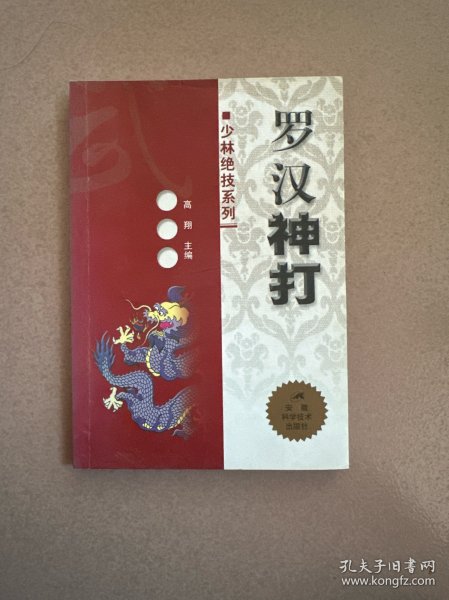 罗汉神打
少林绝技系列
高翔 主编
安徽
科学技术
出版社
孔夫子旧书网
www.kongfz.com